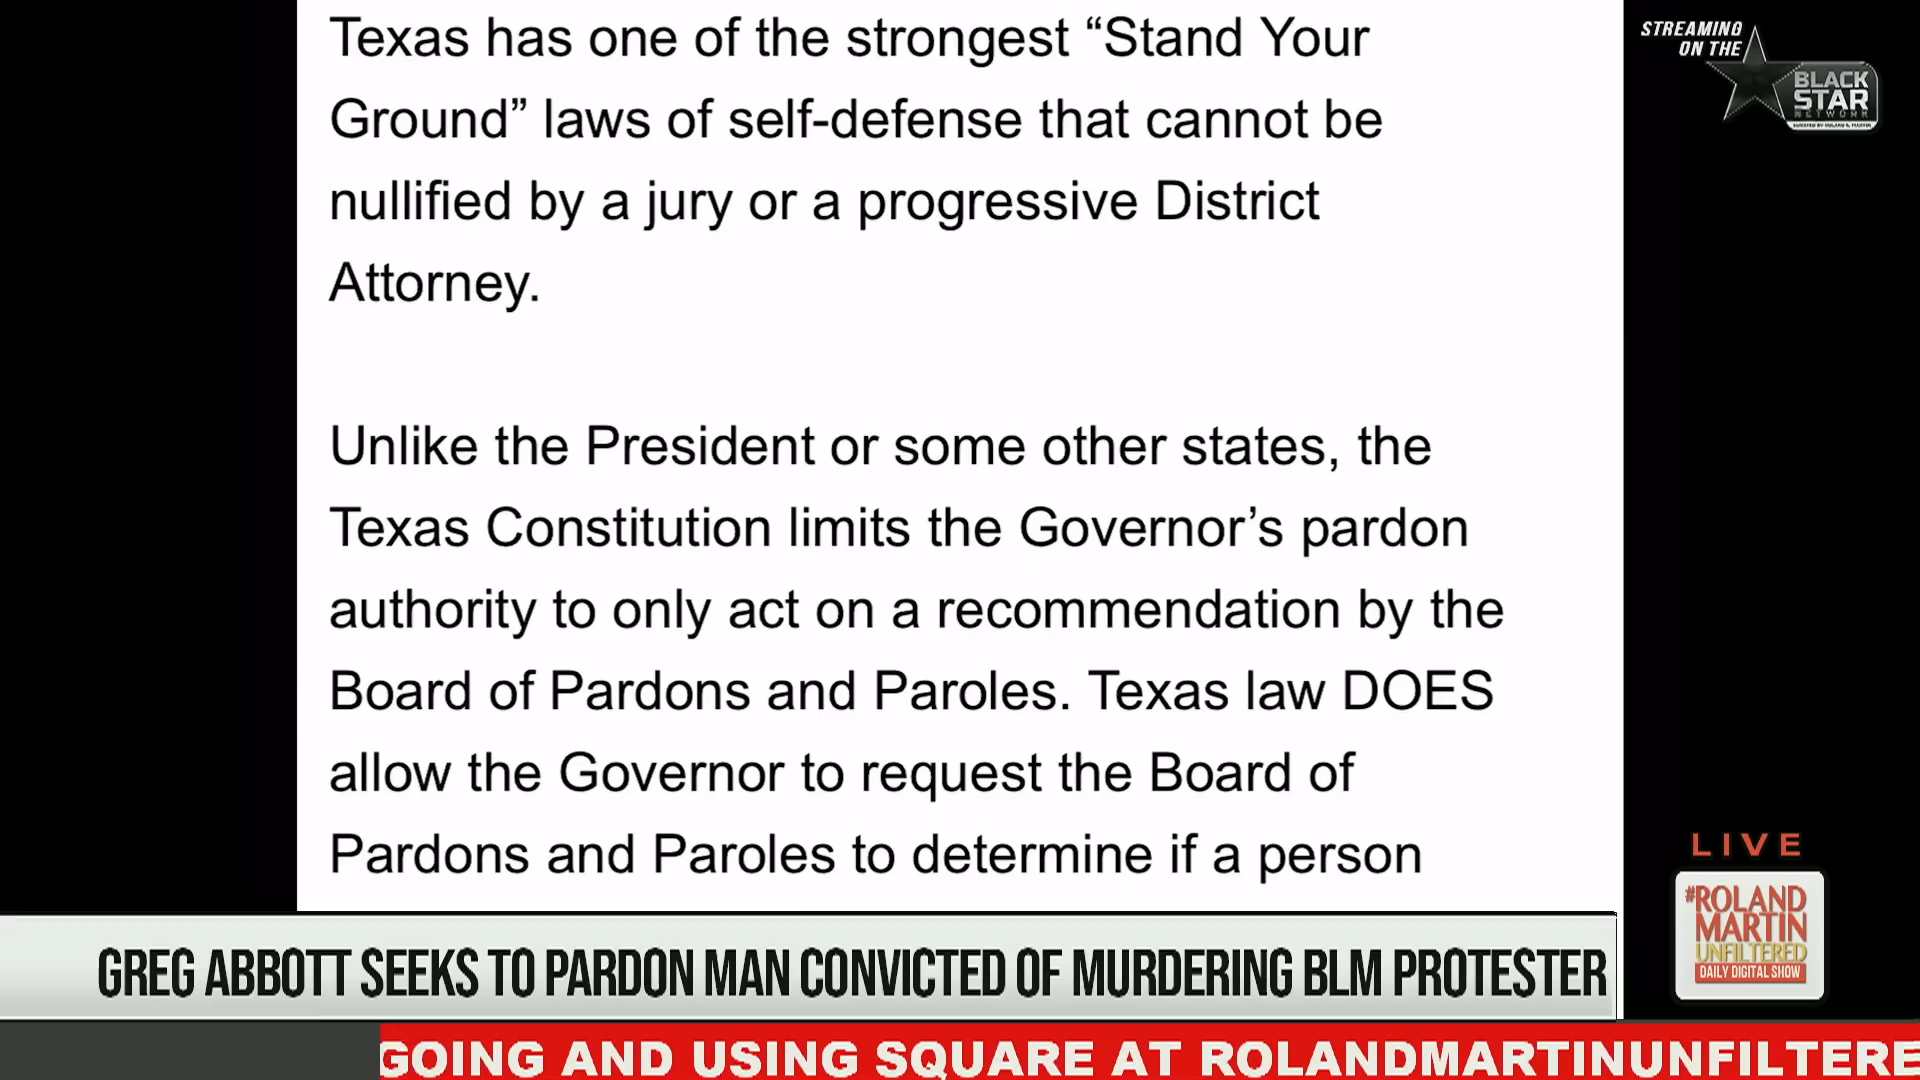 Texas has one of the strongest “Stand Your
Ground” laws of self-defense that cannot be
nullified by a jury or a progressive District
Attorney.
Unlike the President or some other states, the
Texas Constitution limits the Governor’s pardon
authority to only act on a recommendation by the
Board of Pardons and Paroles. Texas law DOES
allow the Governor to request the Board of
Pardons and Paroles to determine if a person
STREAMING
ON THE
BLACK
STAR
NETWORK
LIVE
#ROLAND
MARTIN
UNFILTERED
DAILY DIGITAL SHOW
GREG ABBOTT SEEKS TO PARDON MAN CONVICTED OF MURDERING BLM PROTESTER
GOING AND USING SQUARE AT ROLANDMARTINUNFILTERE